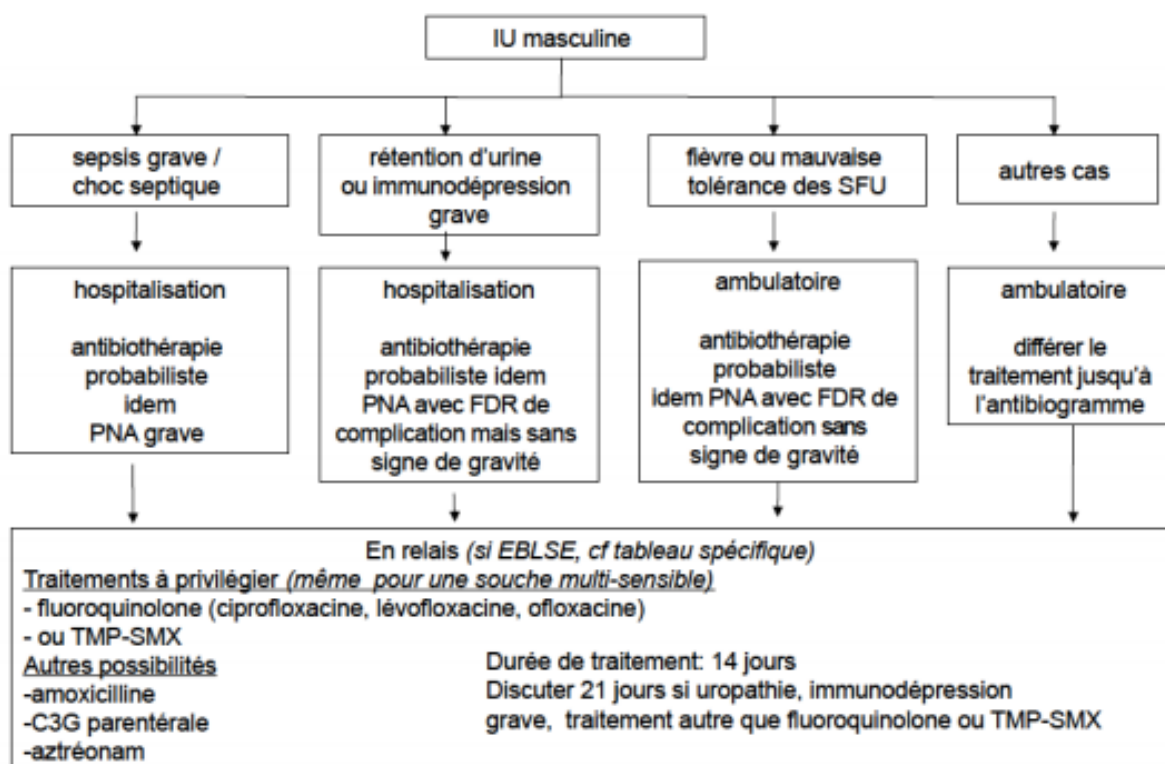 IU masculine
sepsis grave /
choc septique
rétention d'urine
ou immunodépression
grave
fièvre ou mauvaise
tolérance des SFU
autres cas
hospitalisation
antibiothérapie
probabiliste
idem
PNA grave
hospitalisation
antibiothérapie
probabiliste idem
PNA avec FDR de
complication mais sans
signe de gravité
ambulatoire
antibiothérapie
probabiliste
idem PNA avec FDR de
complication sans
signe de gravité
ambulatoire
différer le
traitement jusqu'à
l'antibiogramme
En relais (si EBLSE, cf tableau spécifique)
Traitements à privilégier (même pour une souche multi-sensible)
- fluoroquinolone (ciprofloxacine, lévofloxacine, ofloxacine)
- ou TMP-SMX
Autres possibilités
-amoxicilline
-C3G parentérale
-aztréonam
Durée de traitement: 14 jours
Discuter 21 jours si uropathie, immunodépression
grave, traitement autre que fluoroquinolone ou TMP-SMX